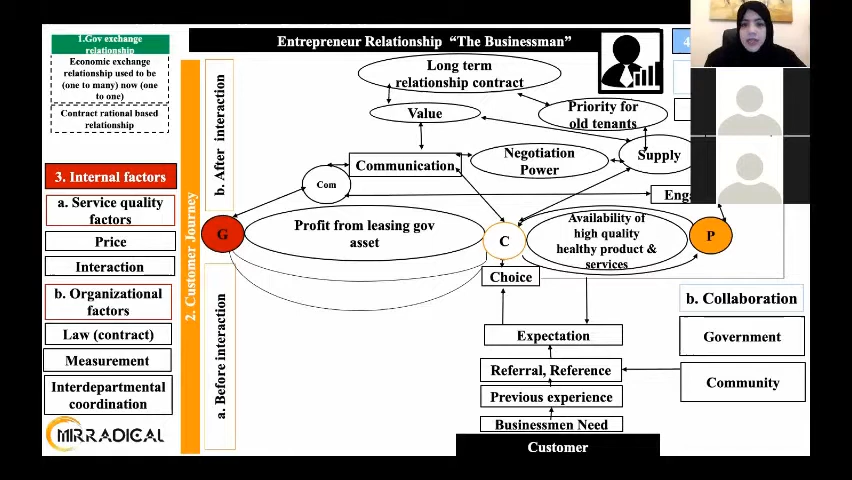 1.Gov exchange
relationship
Economic exchange
relationship used to be
(one to many) now (one
to one)
Contract rational based
relationship
3. Internal factors
a. Service quality
factors
Price
Interaction
b. Organizational
factors
Law (contract)
Measurement
Interdepartmental
coordination
MIRRADICAL
2. Customer Journey
b. After interaction
a. Before interaction
Entrepreneur Relationship “The Businessman”
4
Long term
relationship contract
Value
Priority for
old tenants
Communication
Negotiation
Power
Supply
Com
Eng
G
Profit from leasing gov
asset
C
Availability of
high quality
healthy product &
services
P
Choice
Expectation
Referral, Reference
Previous experience
Businessmen Need
Customer
b. Collaboration
Government
Community